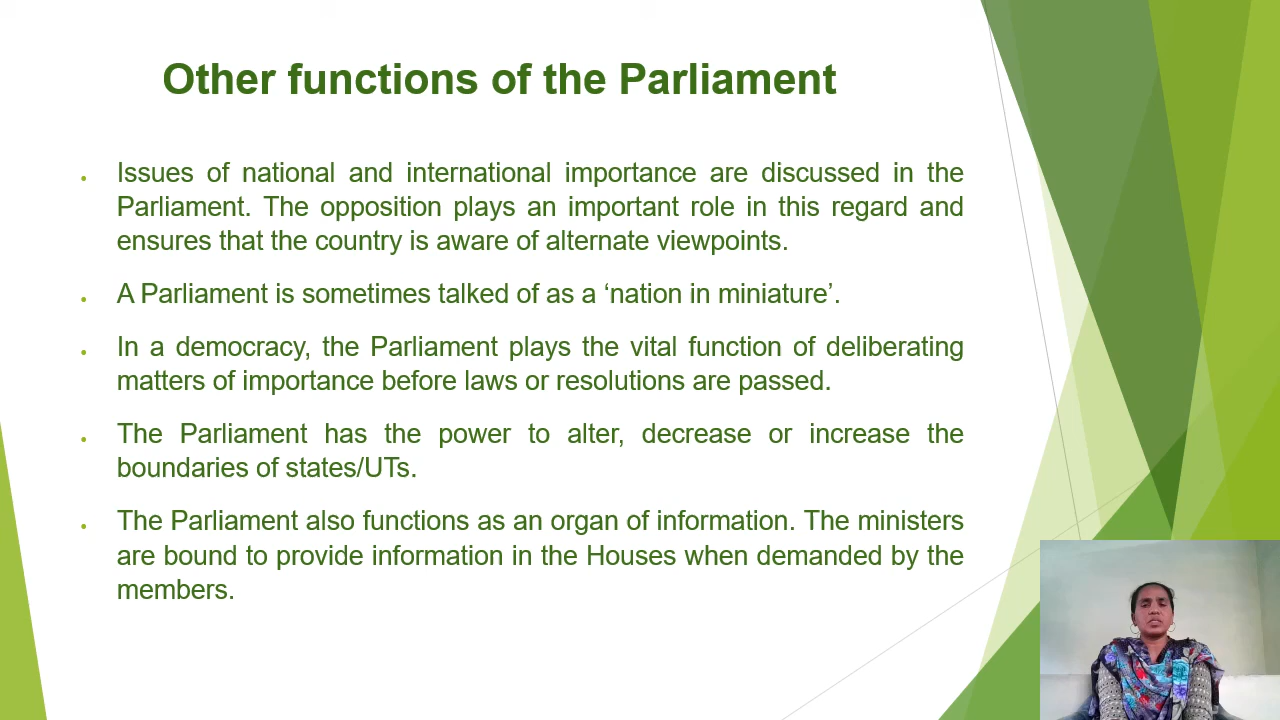 Other functions of the Parliament
Issues of national and international importance are discussed in the
Parliament. The opposition plays an important role in this regard and
ensures that the country is aware of alternate viewpoints.
A Parliament is sometimes talked of as a ‘nation in miniature’.
In a democracy, the Parliament plays the vital function of deliberating
matters of importance before laws or resolutions are passed.
The Parliament has the power to alter, decrease or increase the
boundaries of states/UTs.
The Parliament also functions as an organ of information. The ministers
are bound to provide information in the Houses when demanded by the
members.